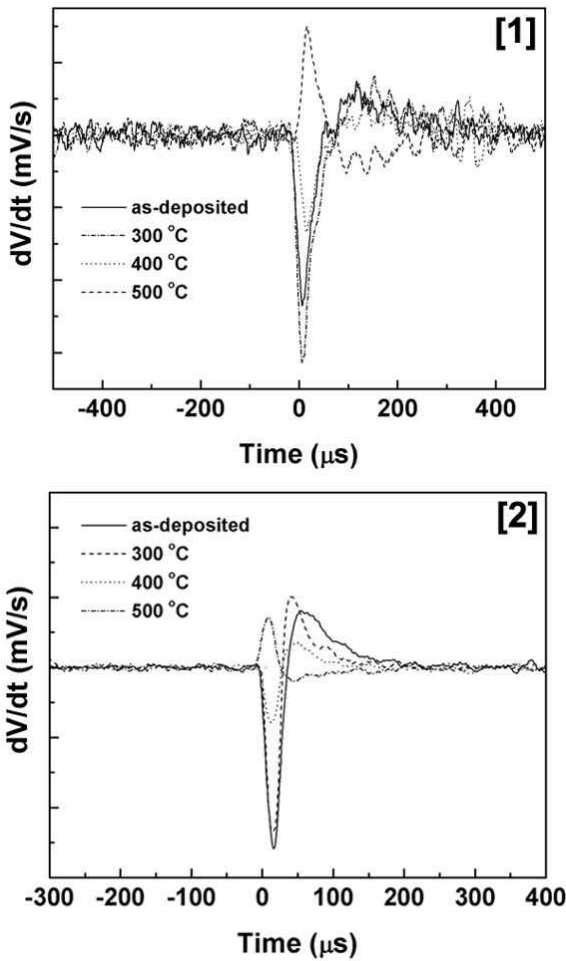 [1]
dV/dt (mV/s)
as-deposited
300 °C
400 °C
500 °C
-400 -200 0 200 400
Time (μs)
[2]
dV/dt (mV/s)
as-deposited
300 °C
400 °C
500 °C
-300 -200 -100 0 100 200 300 400
Time (μs)